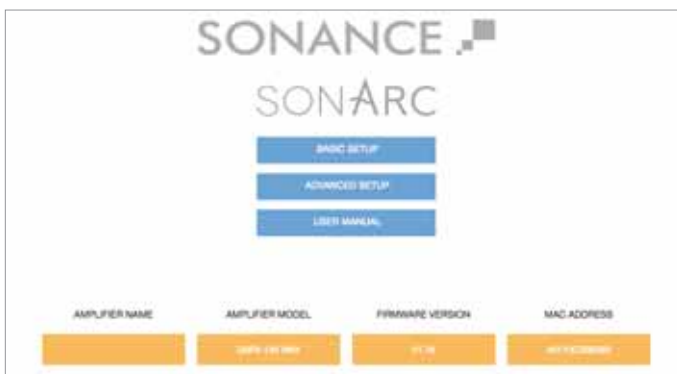 SONANCE
SONARC
BASIC SETUP
ADVANCED SETUP
USER MANUAL
AMPLIFIER NAME AMPLIFIER MODEL FIRMWARE VERSION MAC ADDRESS